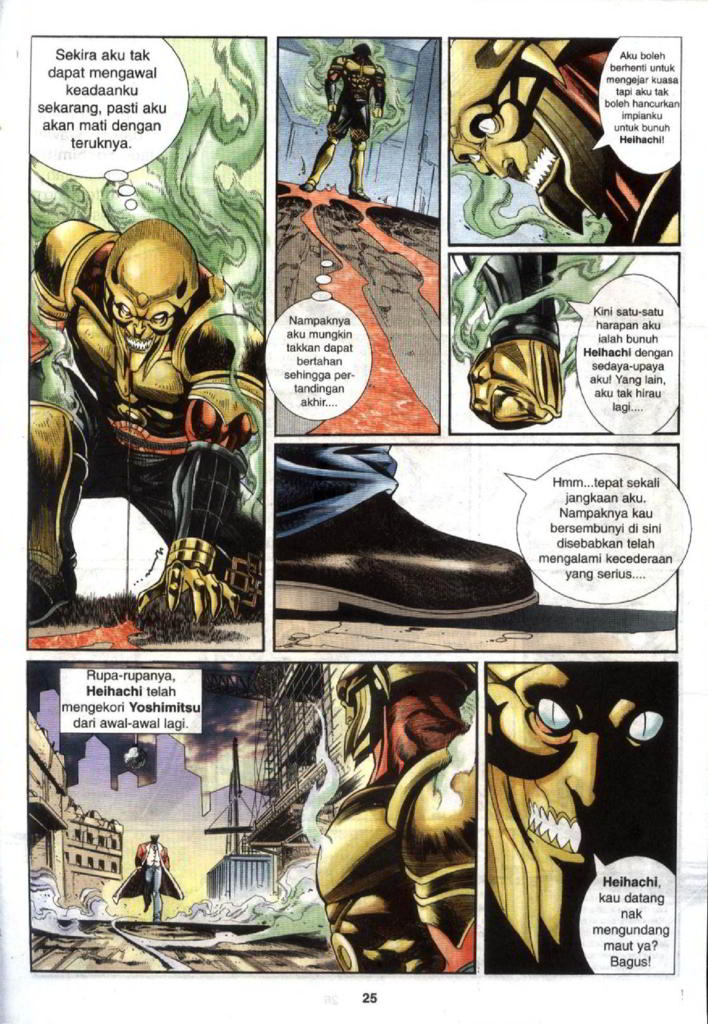 Sekira aku tak
dapat mengawal
keadaanku
sekarang, pasti aku
akan mati dengan
teruknya.
Nampaknya
aku mungkin
takkan dapat
bertahan
sehingga per-
tandingan
akhir....
Aku boleh
berhenti untuk
mengejar kuasa
tapi aku tak
boleh hancurkan
impianku
untuk bunuh
Heihachi!
Kini satu-satu
harapan aku
ialah bunuh
Heihachi dengan
sedaya-upaya
aku! Yang lain,
aku tak hirau
lagi....
Hmm...tepat sekali
jangkaan aku.
Nampaknya kau
bersembunyi di sini
disebabkan telah
mengalami kecederaan
yang serius....
Rupa-rupanya,
Heihachi telah
mengekori Yoshimitsu
dari awal-awal lagi.
Heihachi,
kau datang
nak
mengundang
maut ya?
Bagus!
25